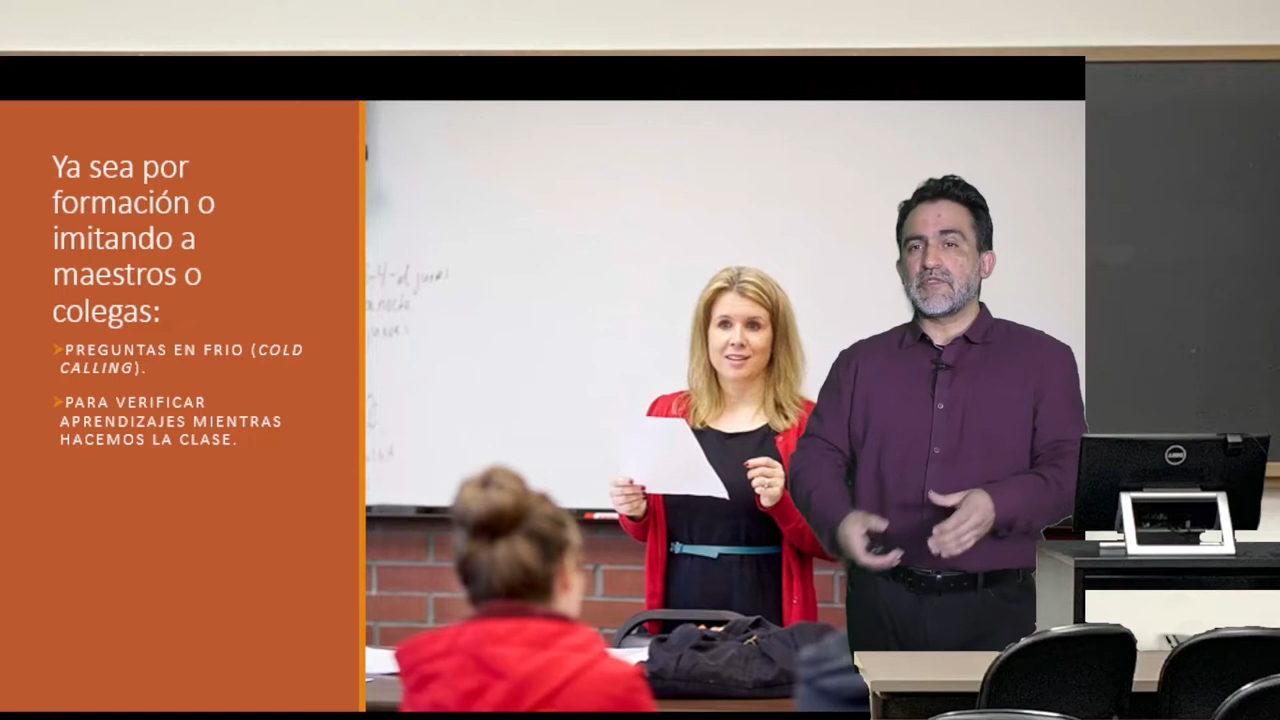 Ya sea por
formación o
imitando a
maestros o
colegas:
➤PREGUNTAS EN FRIO (COLD
CALLING).
➤PARA VERIFICAR
APRENDIZAJES MIENTRAS
HACEMOS LA CLASE.
DELL